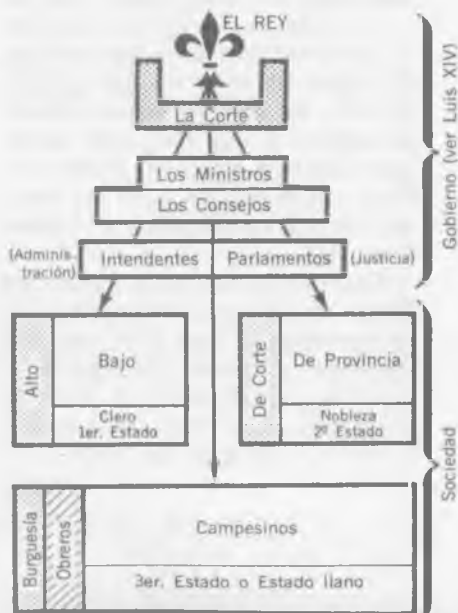 EL REY
La Corte
Los Ministros
Los Consejos
(Adminis-
tración)
Intendentes
Parlamentos
(Justicia)
Gobierno (ver Luis XIV)
Alto
Bajo
Clero
1er. Estado
De Corte
De Provincia
Nobleza
2º Estado
Sociedad
Burguesía
Obreros
Campesinos
3er. Estado o Estado llano